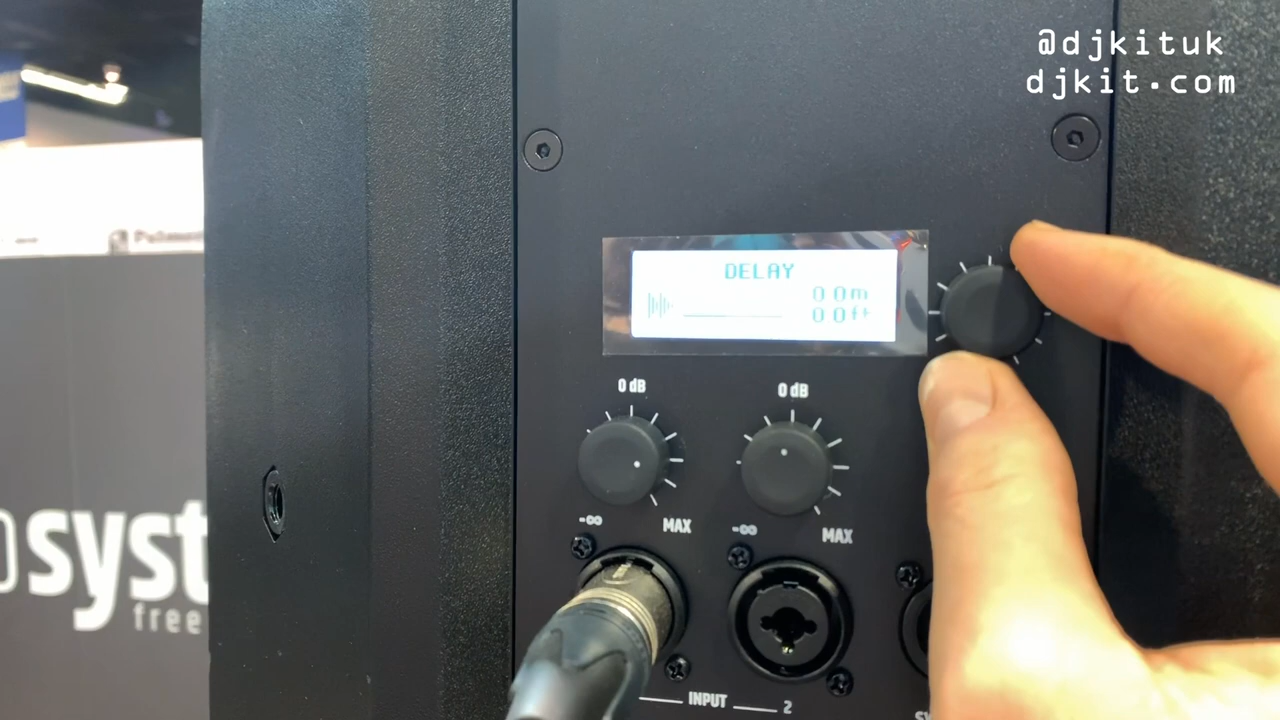 @djkituk
djkit.com
DELAY
0.0m
0.0ft
0 dB
0 dB
-∞
MAX
-∞
MAX
syst
free
INPUT
2